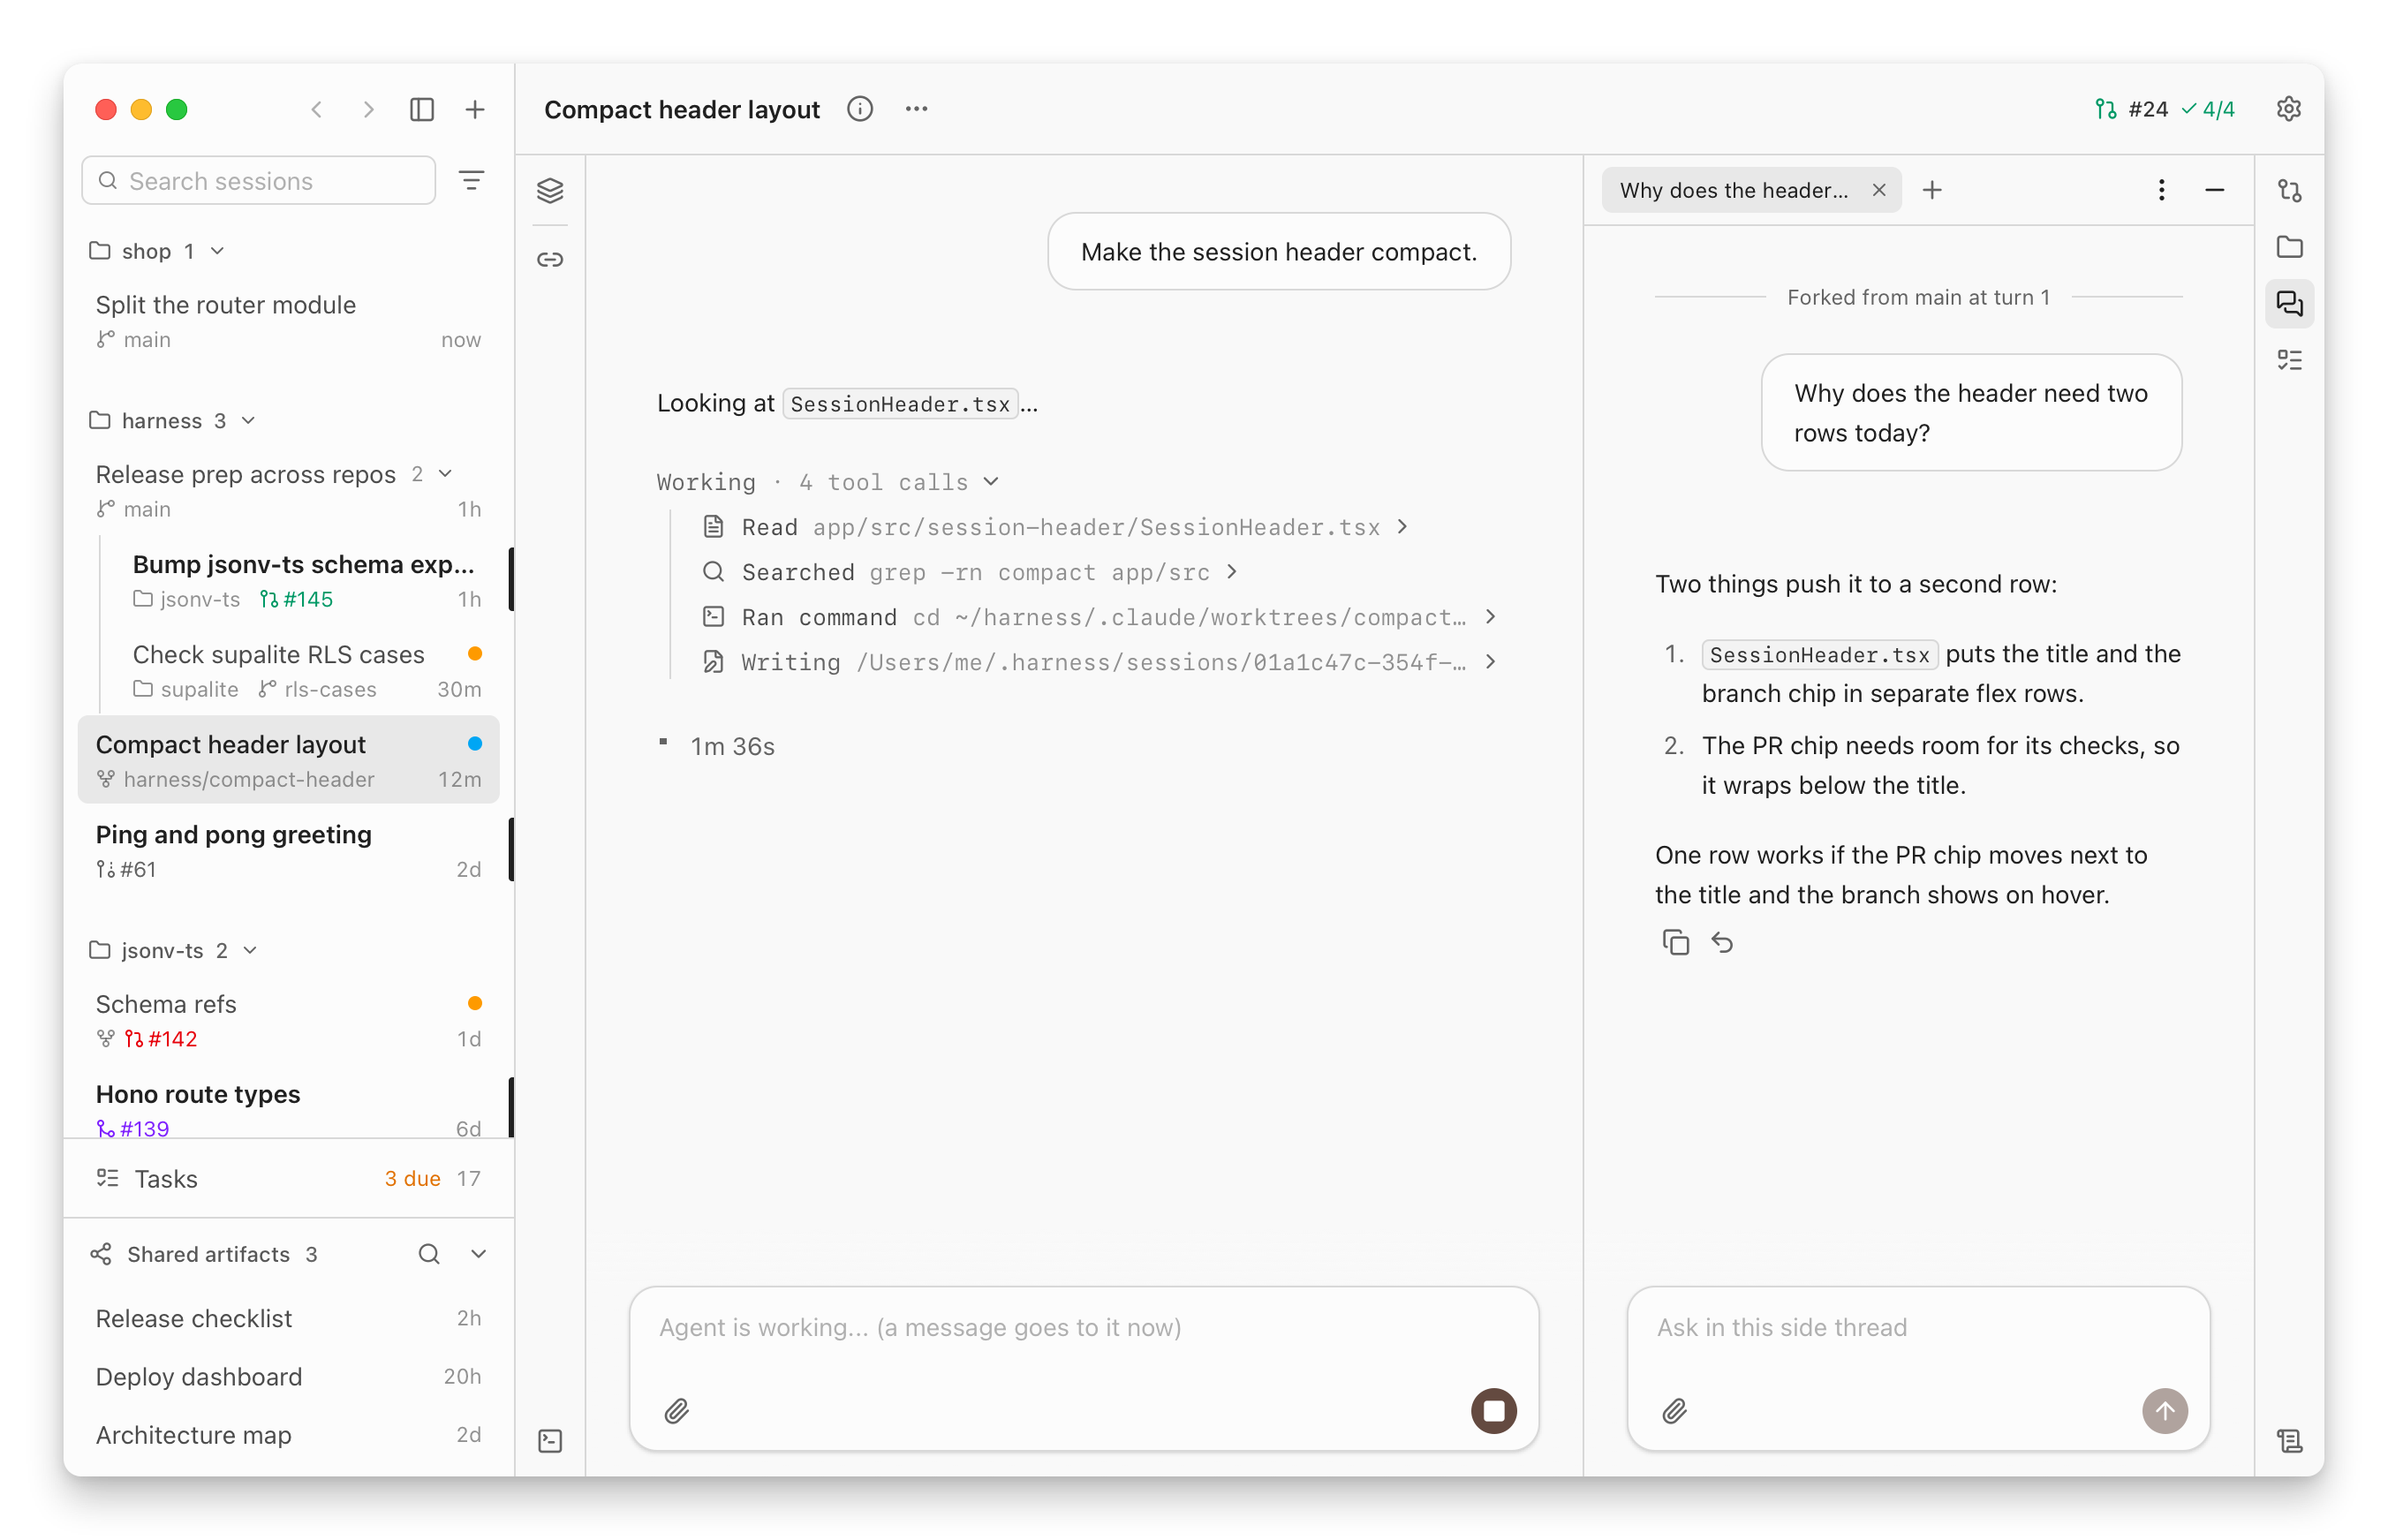 Search sessions
shop 1
Split the router module
main now
harness 3
Release prep across repos 2
main 1h
Bump jsonv-ts schema exp...
jsonv-ts #145 1h
Check supalite RLS cases
supalite rls-cases 30m
Compact header layout
harness/compact-header 12m
Ping and pong greeting
#61 2d
jsonv-ts 2
Schema refs
#142 1d
Hono route types
#139 6d
Tasks 3 due 17
Shared artifacts 3
Release checklist 2h
Deploy dashboard 20h
Architecture map 2d
Compact header layout
#24 4/4
Make the session header compact.
Looking at SessionHeader.tsx...
Working · 4 tool calls
Read app/src/session-header/SessionHeader.tsx
Searched grep -rn compact app/src
Ran command cd ~/harness/.claude/worktrees/compact…
Writing /Users/me/.harness/sessions/01a1c47c-354f-…
1m 36s
Agent is working... (a message goes to it now)
Why does the header...
Forked from main at turn 1
Why does the header need two
rows today?
Two things push it to a second row:
1. SessionHeader.tsx puts the title and the
branch chip in separate flex rows.
2. The PR chip needs room for its checks, so
it wraps below the title.
One row works if the PR chip moves next to
the title and the branch shows on hover.
Ask in this side thread